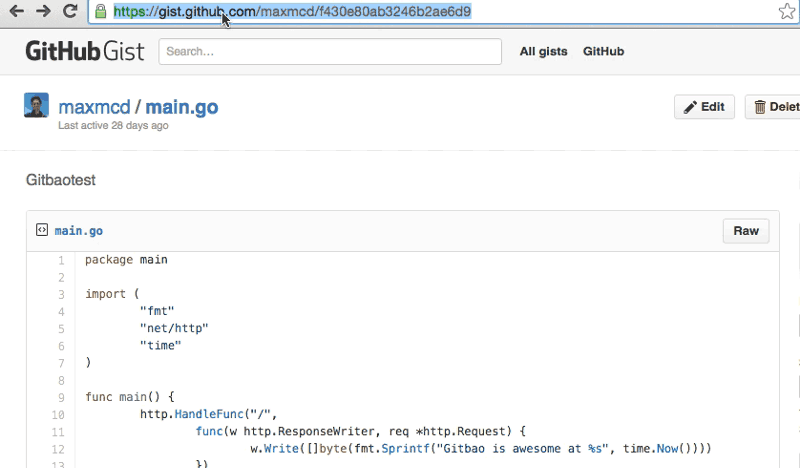 https://gist.github.com/maxmcd/f430e80ab3246b2ae6d9
GitHub Gist Search... All gists GitHub
maxmcd / main.go Edit Delet
Last active 28 days ago
Gitbaotest
main.go Raw
1 package main
2
3 import (
4 "fmt"
5 "net/http"
6 "time"
7 )
8
9 func main() {
10 http.HandleFunc("/",
11 func(w http.ResponseWriter, req *http.Request) {
12 w.Write([]byte(fmt.Sprintf("Gitbao is awesome at %s", time.Now())))
13 })